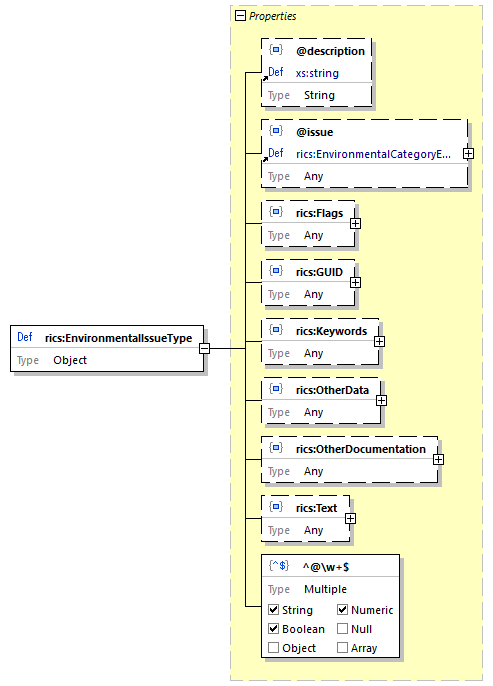 Properties
{} @description
Def xs:string
Type String
{} @issue
Def rics:EnvironmentalCategoryE...
Type Any
{} rics:Flags
Type Any
{} rics:GUID
Type Any
{} rics:Keywords
Type Any
Def rics:EnvironmentalIssueType
Type Object
{} rics:OtherData
Type Any
{} rics:OtherDocumentation
Type Any
{} rics:Text
Type Any
{^$} ^@\w+$
Type Multiple
String Numeric
Boolean Null
Object Array